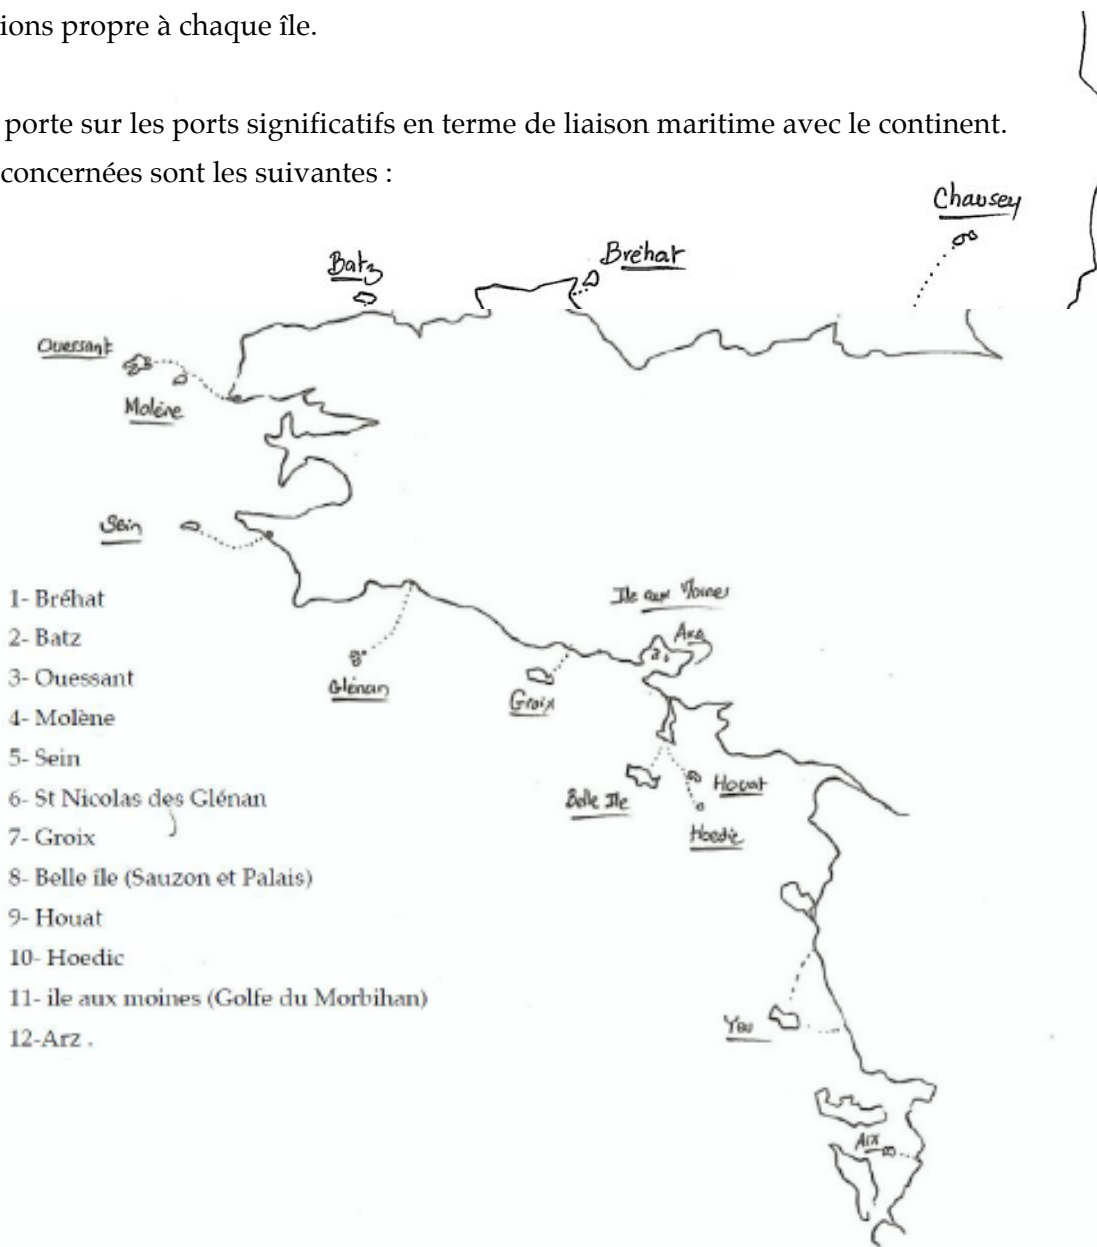 ions propre à chaque île.
porte sur les ports significatifs en terme de liaison maritime avec le continent.
concernées sont les suivantes :
Chausey
Batz
Bréhat
Ouessant
Molène
Sein
1- Bréhat
2- Batz
3- Ouessant
4- Molène
5- Sein
6- St Nicolas des Glénan
7- Groix
8- Belle île (Sauzon et Palais)
9- Houat
10- Hoedic
11- ile aux moines (Golfe du Morbihan)
12-Arz .
Ile aux Moines
Arz
Glénan
Groix
Belle Ile
Houat
Hoedic
Yeu
Aix